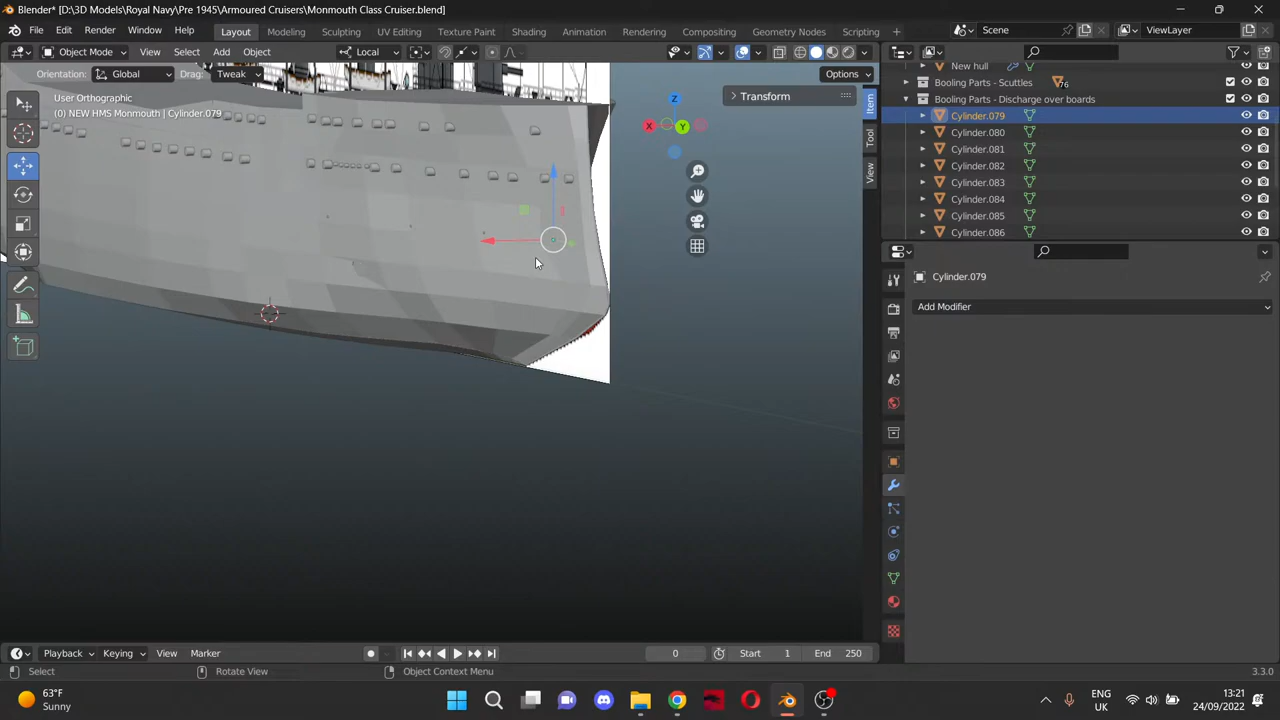 Blender* [D:\3D Models\Royal Navy\Pre 1945\Armoured Cruisers\Monmouth Class Cruiser.blend]
File Edit Render Window Help Layout Modeling Sculpting UV Editing Texture Paint Shading Animation Rendering Compositing Geometry Nodes Scripting Scene ViewLayer
Object Mode View Select Add Object Local
Orientation: Global Drag: Tweak Options
User Orthographic
(0) NEW HMS Monmouth | Cylinder.079
Transform
Item
Tool
View
X
Y
Z
New hull
Booling Parts - Scuttles 76
Booling Parts - Discharge over boards
Cylinder.079
Cylinder.080
Cylinder.081
Cylinder.082
Cylinder.083
Cylinder.084
Cylinder.085
Cylinder.086
Cylinder.079
Add Modifier
Playback Keying View Marker 0 Start 1 End 250
Select Rotate View Object Context Menu 3.3.0
63°F
Sunny
ENG
UK
13:21
24/09/2022